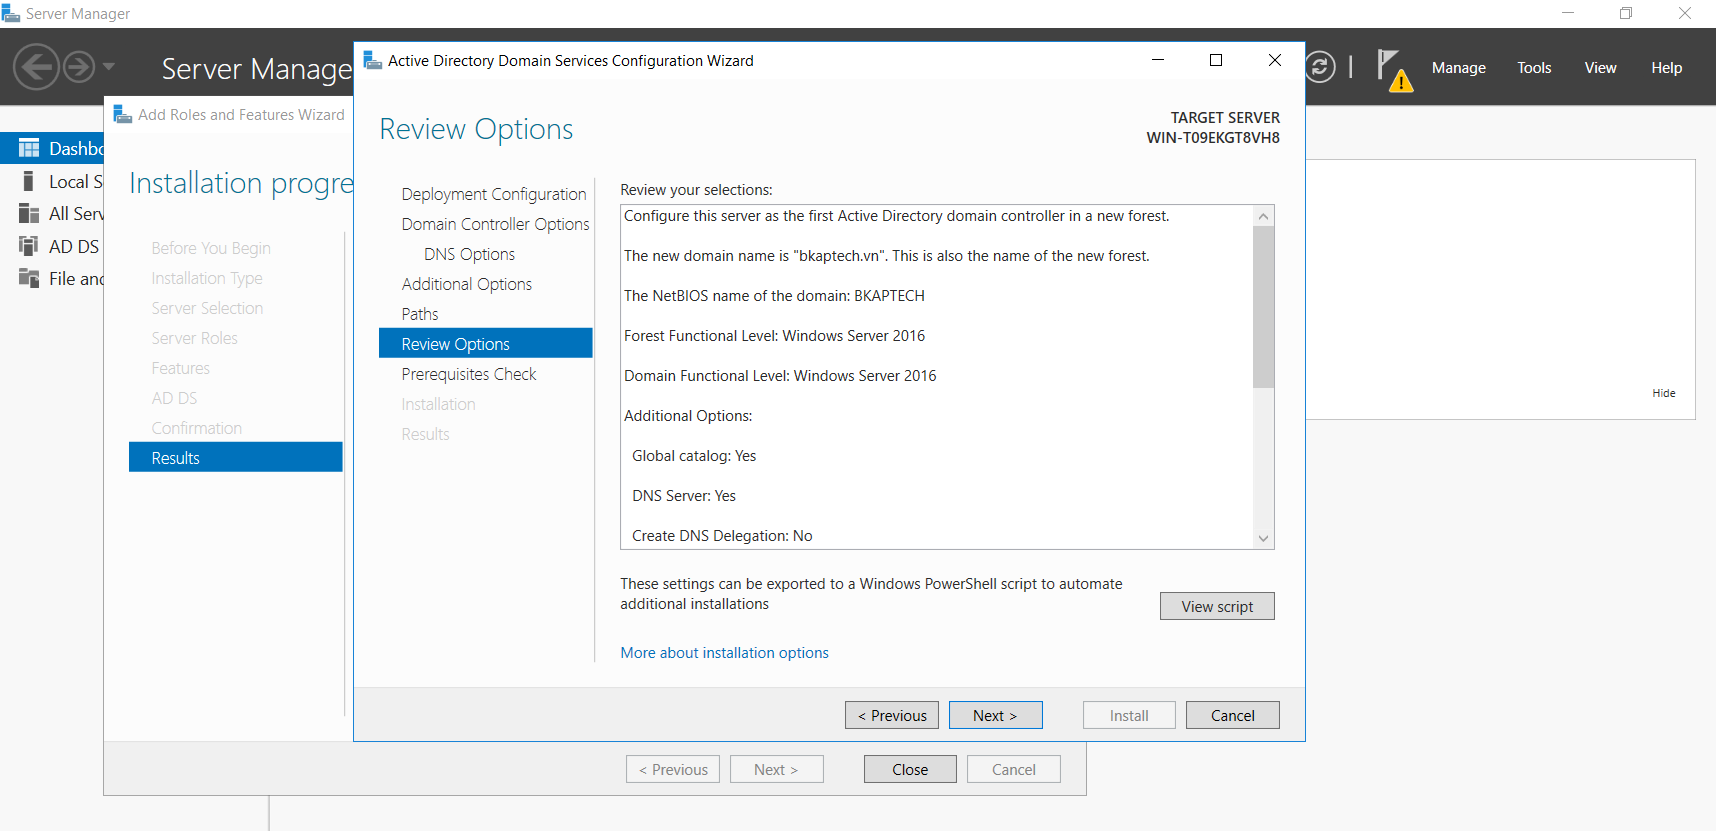 Server Manager
Server Manage
Manage
Tools
View
Help
Dashbo
Local S
All Serv
AD DS
File and
Hide
Add Roles and Features Wizard
Installation progre
Before You Begin
Installation Type
Server Selection
Server Roles
Features
AD DS
Confirmation
Results
< Previous
Next >
Close
Cancel
Active Directory Domain Services Configuration Wizard
Review Options
TARGET SERVER
WIN-T09EKGT8VH8
Deployment Configuration
Domain Controller Options
DNS Options
Additional Options
Paths
Review Options
Prerequisites Check
Installation
Results
Review your selections:
Configure this server as the first Active Directory domain controller in a new forest.
The new domain name is "bkaptech.vn". This is also the name of the new forest.
The NetBIOS name of the domain: BKAPTECH
Forest Functional Level: Windows Server 2016
Domain Functional Level: Windows Server 2016
Additional Options:
Global catalog: Yes
DNS Server: Yes
Create DNS Delegation: No
These settings can be exported to a Windows PowerShell script to automate
additional installations
View script
More about installation options
< Previous
Next >
Install
Cancel